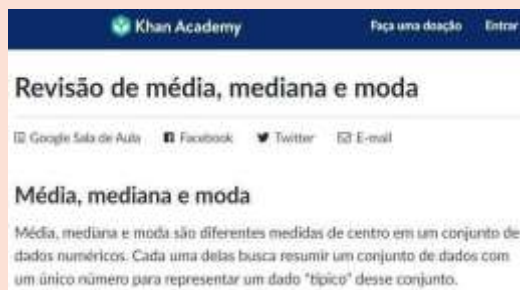 Khan Academy Faça uma doação Entrar
Revisão de média, mediana e moda
Google Sala de Aula Facebook Twitter E-mail
Média, mediana e moda
Média, mediana e moda são diferentes medidas de centro em um conjunto de
dados numéricos. Cada uma delas busca resumir um conjunto de dados com
um único número para representar um dado "típico" desse conjunto.